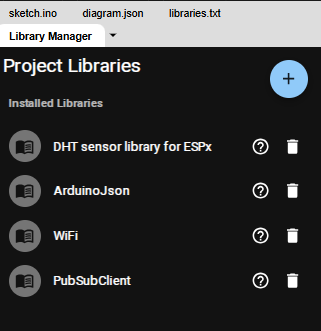 sketch.ino diagram.json libraries.txt
Library Manager
Project Libraries
Installed Libraries
DHT sensor library for ESPx
ArduinoJson
WiFi
PubSubClient